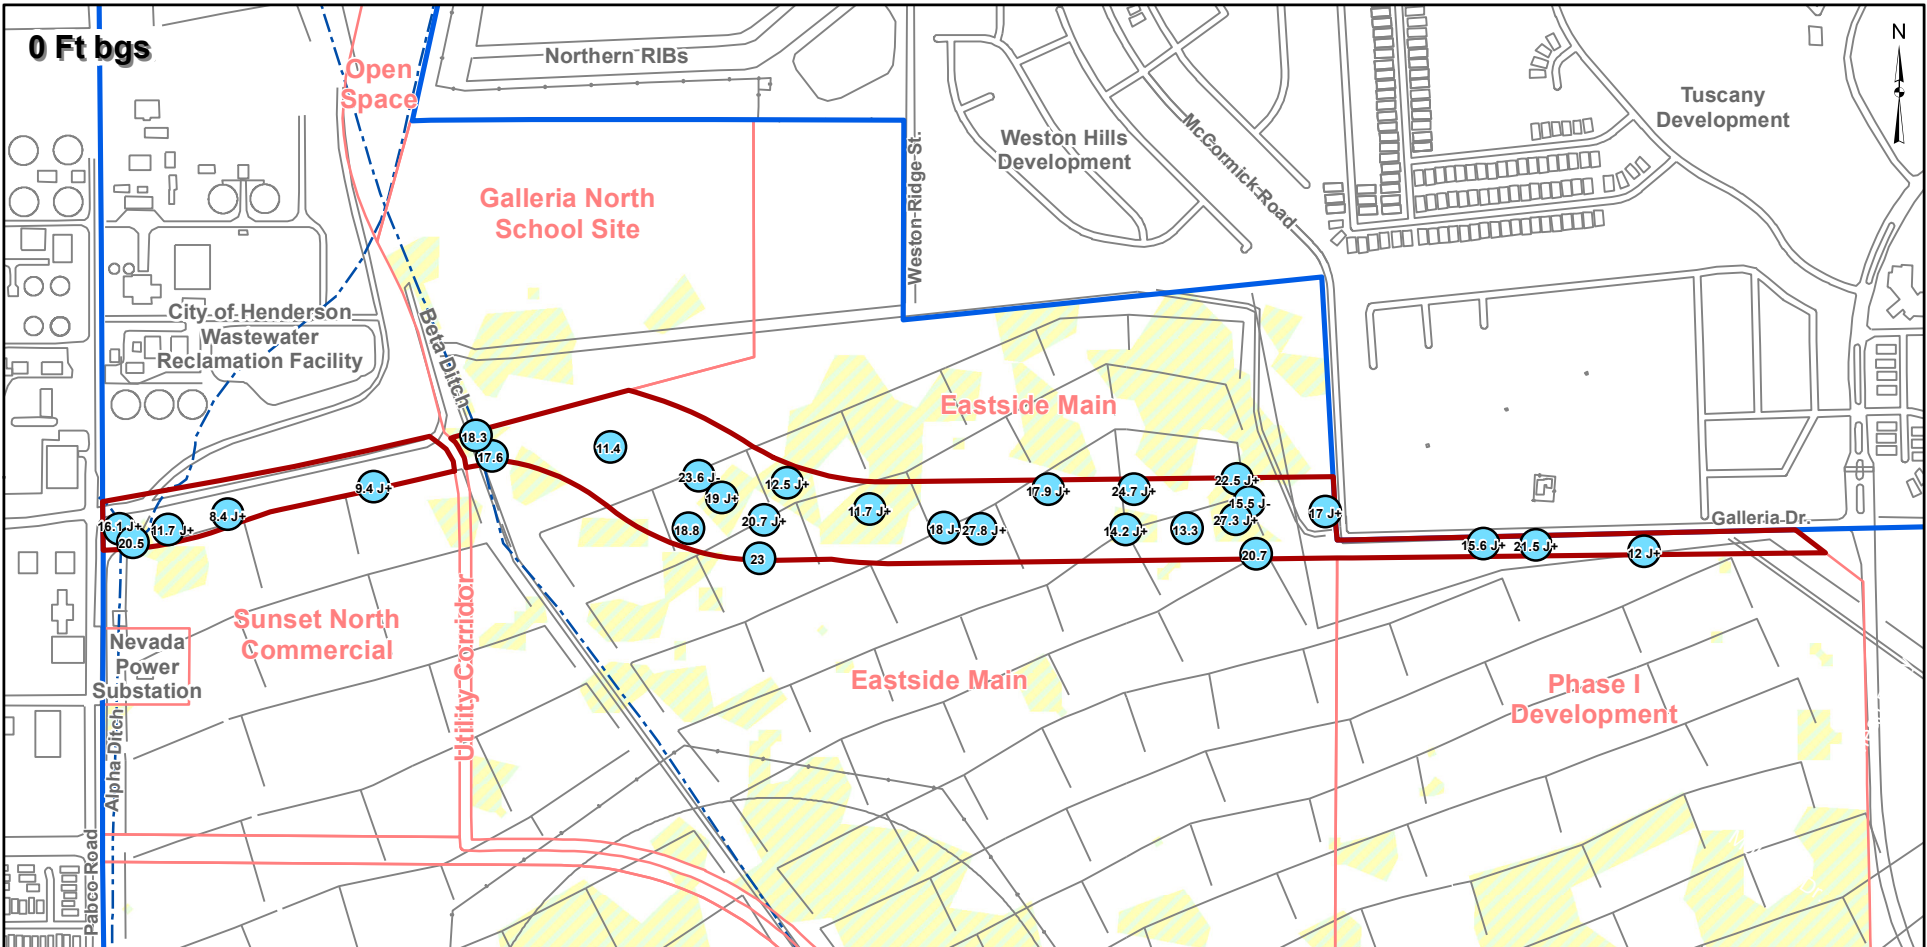 0 Ft bgs
N
Open
Space
Northern RIBs
Weston Hills
Development
McCormick Road
Tuscany
Development
Weston Ridge St.
Galleria North
School Site
City of Henderson
Wastewater
Reclamation Facility
Beta Ditch
Eastside Main
18.3
17.6
11.4
23.6 J-
19 J+
12.5 J+
9.4 J+
8.4 J+
16.1 J+
11.7 J+
20.5
18.8
20.7 J+
23
11.7 J+
18 J-
27.8 J+
17.9 J+
24.7 J+
14.2 J+
13.3
22.5 J+
15.5 J-
27.3 J+
20.7
17 J+
15.6 J+
21.5 J+
12 J+
Galleria Dr.
Sunset North
Commercial
Nevada
Power
Substation
Utility Corridor
Eastside Main
Phase I
Development
Alpha Ditch
Pabco Road